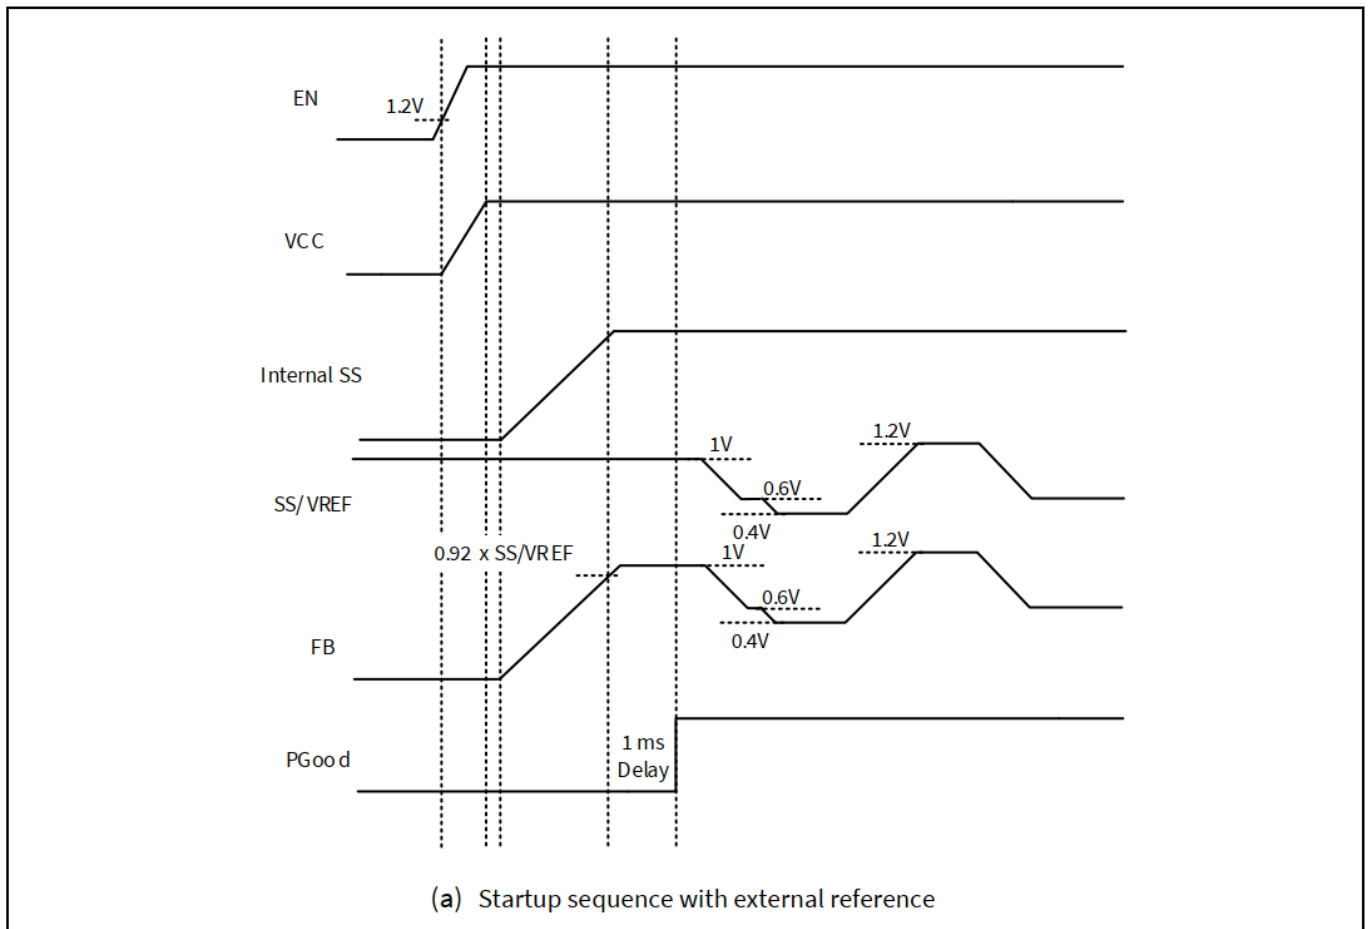 EN
1.2V
VCC
Internal SS
1V
1.2V
SS/VREF
0.6V
0.4V
0.92 x SS/VREF
1V
1.2V
0.6V
0.4V
FB
PGood
1 ms
Delay
(a) Startup sequence with external reference